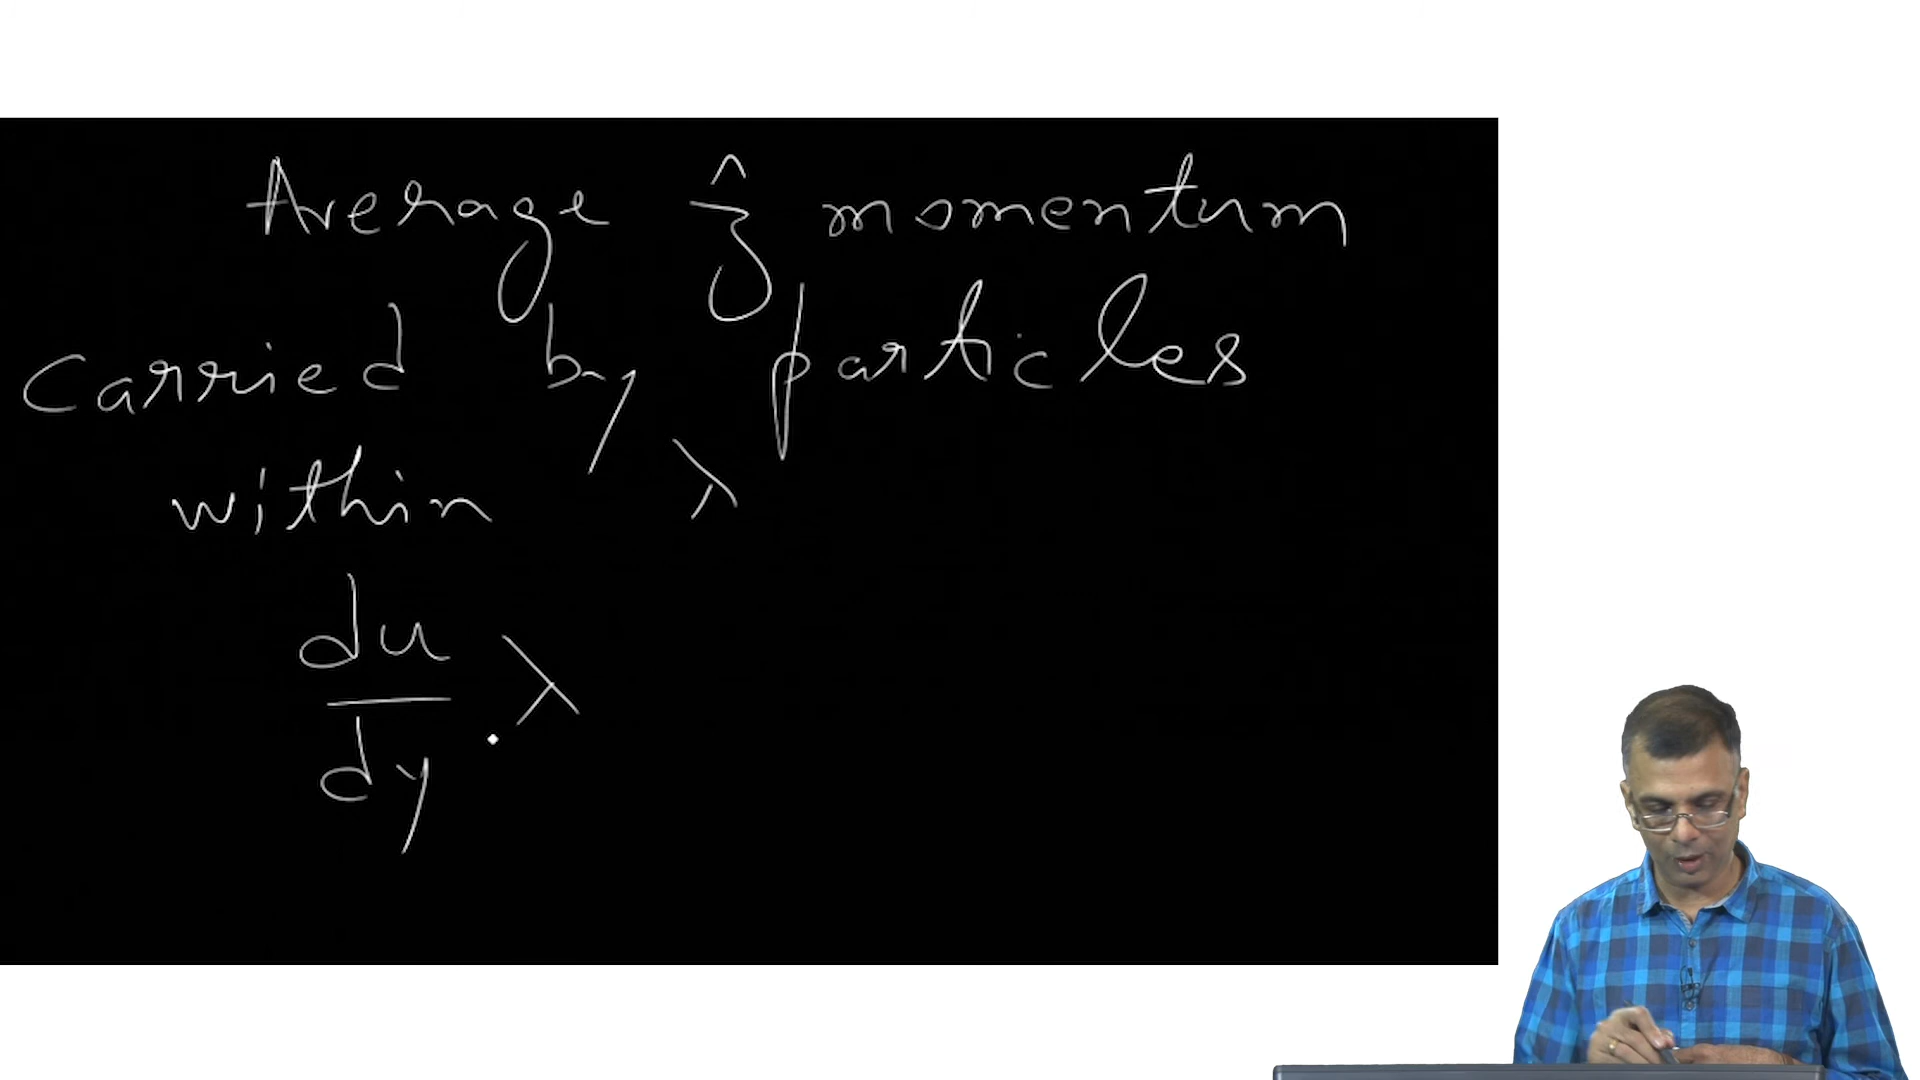 Average ẑ momentum
carried by particles
within λ
du/dy . λ